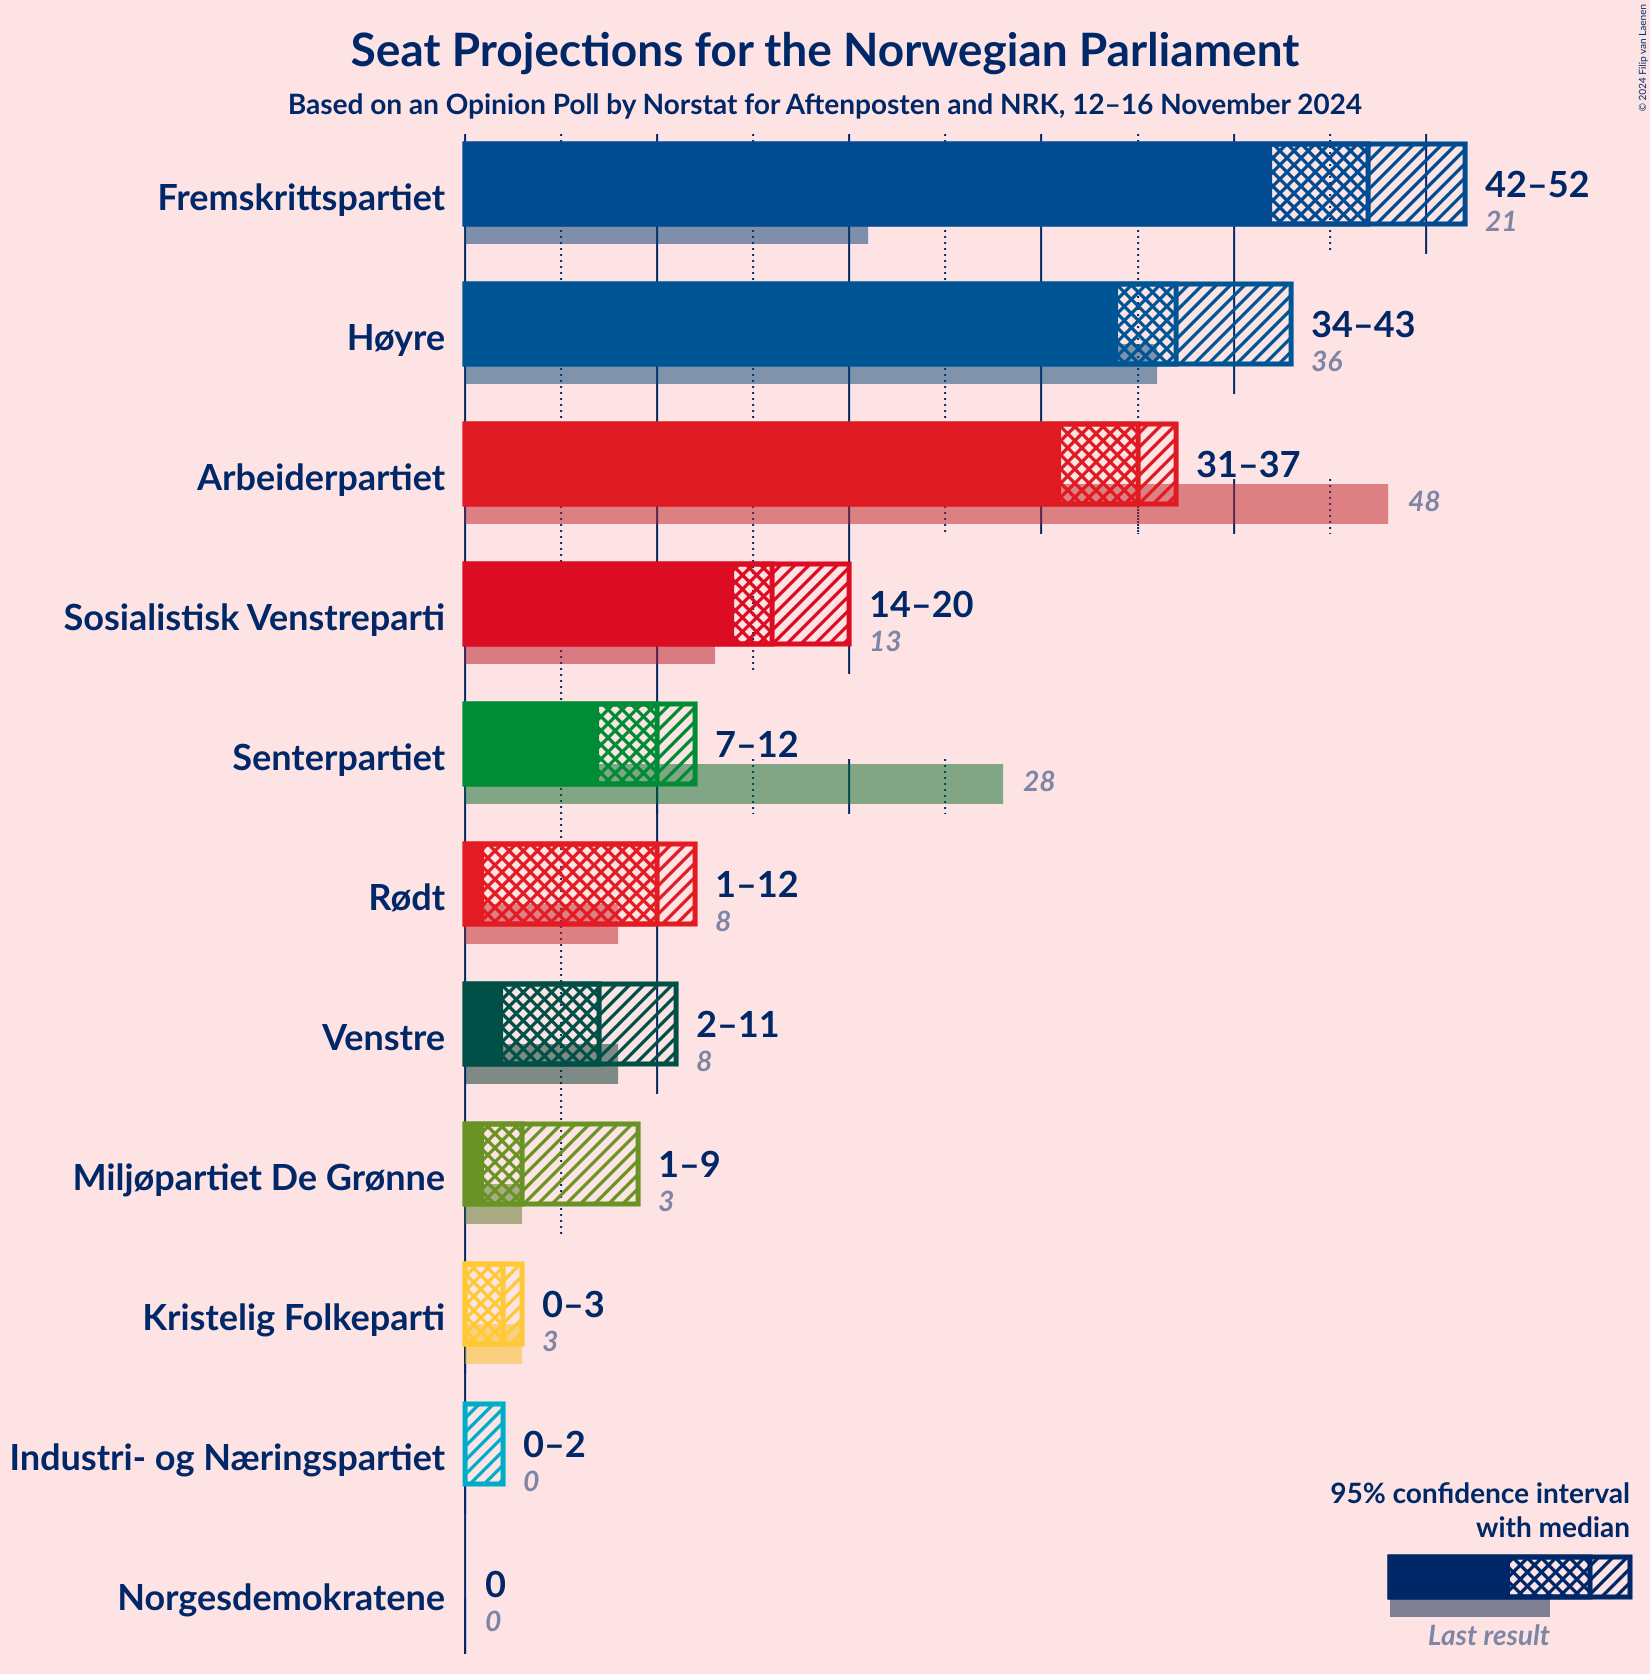 Seat Projections for the Norwegian Parliament
Based on an Opinion Poll by Norstat for Aftenposten and NRK, 12–16 November 2024
© 2024 Filip van Laenen
Fremskrittspartiet
42–52
21
Høyre
34–43
36
Arbeiderpartiet
31–37
48
Sosialistisk Venstreparti
14–20
13
Senterpartiet
7–12
28
Rødt
1–12
8
Venstre
2–11
8
Miljøpartiet De Grønne
1–9
3
Kristelig Folkeparti
0–3
3
Industri- og Næringspartiet
0–2
0
Norgesdemokratene
0
0
95% confidence interval
with median
Last result